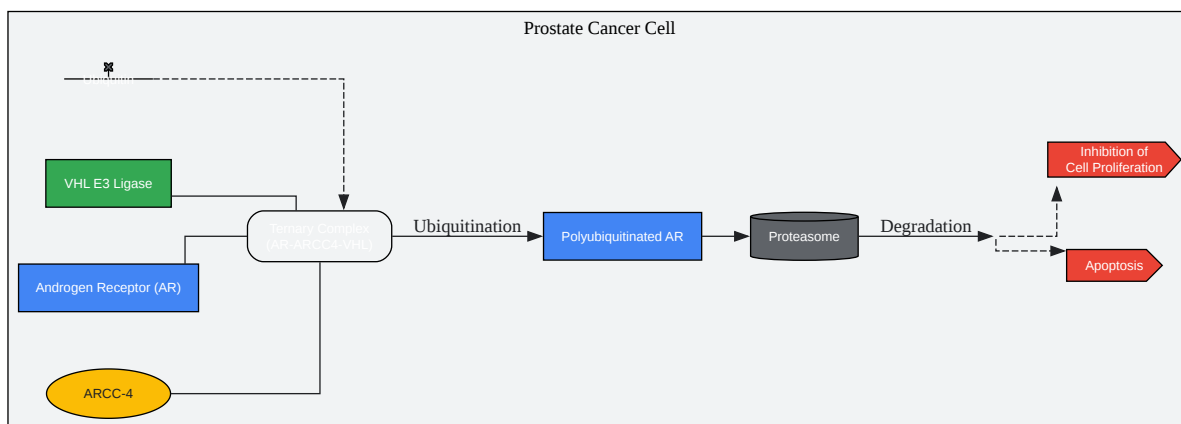 Prostate Cancer Cell
Ubiquitin
VHL E3 Ligase
Androgen Receptor (AR)
ARCC-4
Ternary Complex
(AR-ARCC4-VHL)
Ubiquitination
Polyubiquitinated AR
Proteasome
Degradation
Inhibition of
Cell Proliferation
Apoptosis